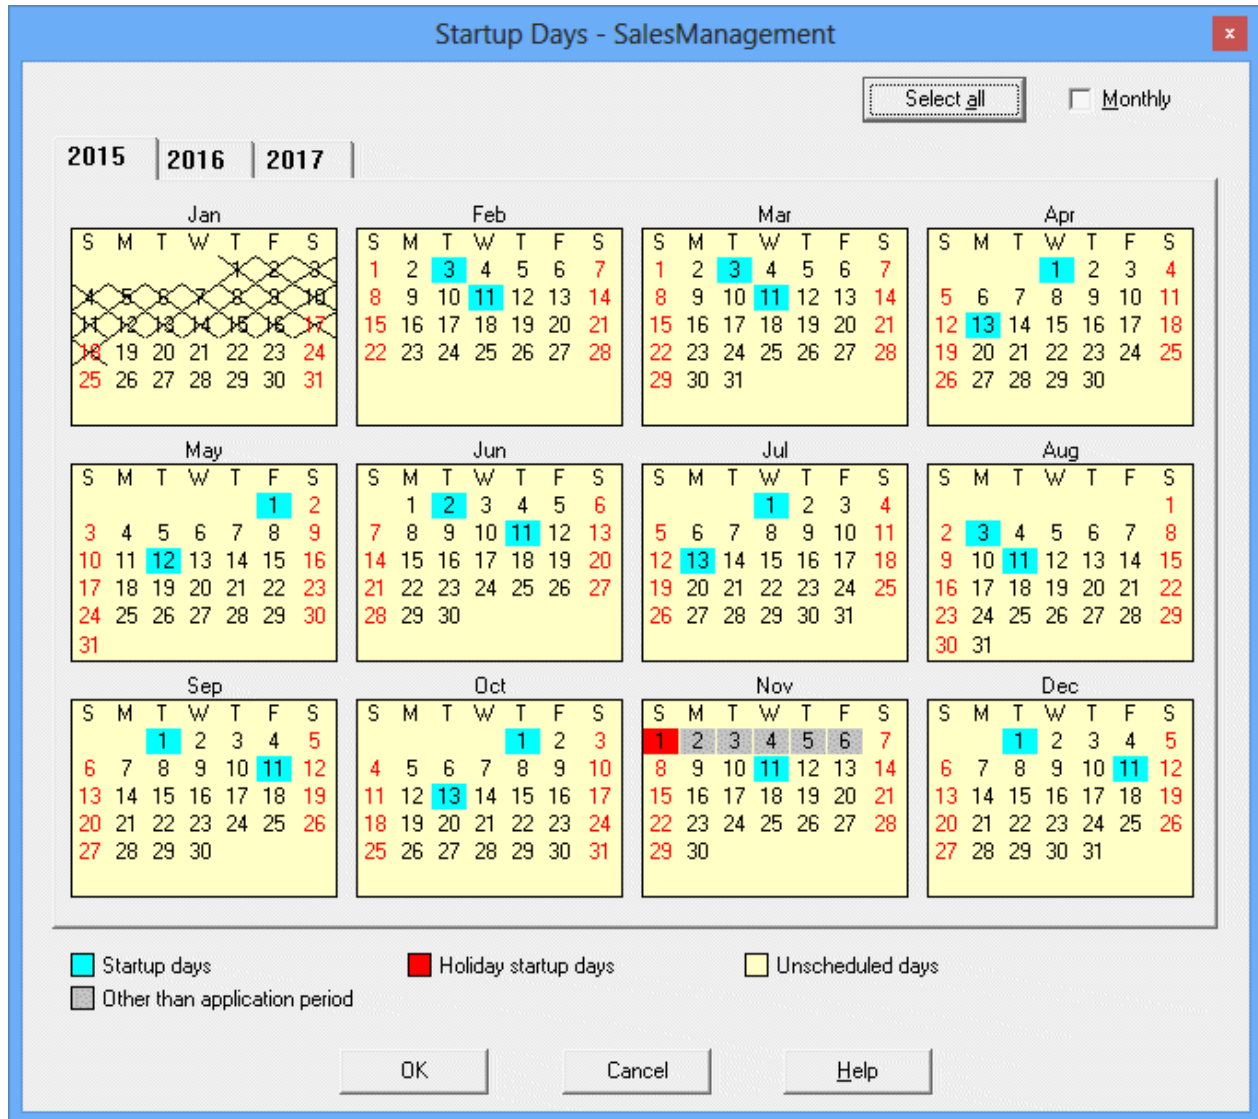 Startup Days - SalesManagement
x
Select all
Monthly
2015 2016 2017
Jan Feb Mar Apr
S M T W T F S S M T W T F S S M T W T F S S M T W T F S
1 2 3 1 2 3 4 5 6 7 1 2 3 4 5 6 7 1 2 3 4
4 5 6 7 8 9 10 8 9 10 11 12 13 14 8 9 10 11 12 13 14 5 6 7 8 9 10 11
11 12 13 14 15 16 17 15 16 17 18 19 20 21 15 16 17 18 19 20 21 12 13 14 15 16 17 18
18 19 20 21 22 23 24 22 23 24 25 26 27 28 22 23 24 25 26 27 28 19 20 21 22 23 24 25
25 26 27 28 29 30 31 29 30 31 26 27 28 29 30
May Jun Jul Aug
S M T W T F S S M T W T F S S M T W T F S S M T W T F S
1 2 1 2 3 4 5 6 1 2 3 4 1
3 4 5 6 7 8 9 7 8 9 10 11 12 13 5 6 7 8 9 10 11 2 3 4 5 6 7 8
10 11 12 13 14 15 16 14 15 16 17 18 19 20 12 13 14 15 16 17 18 9 10 11 12 13 14 15
17 18 19 20 21 22 23 21 22 23 24 25 26 27 19 20 21 22 23 24 25 16 17 18 19 20 21 22
24 25 26 27 28 29 30 28 29 30 26 27 28 29 30 31 23 24 25 26 27 28 29
31 30 31
Sep Oct Nov Dec
S M T W T F S S M T W T F S S M T W T F S S M T W T F S
1 2 3 4 5 1 2 3 1 2 3 4 5 6 7 1 2 3 4 5
6 7 8 9 10 11 12 4 5 6 7 8 9 10 8 9 10 11 12 13 14 6 7 8 9 10 11 12
13 14 15 16 17 18 19 11 12 13 14 15 16 17 15 16 17 18 19 20 21 13 14 15 16 17 18 19
20 21 22 23 24 25 26 18 19 20 21 22 23 24 22 23 24 25 26 27 28 20 21 22 23 24 25 26
27 28 29 30 25 26 27 28 29 30 31 29 30 27 28 29 30 31
Startup days Holiday startup days Unscheduled days
Other than application period
OK Cancel Help